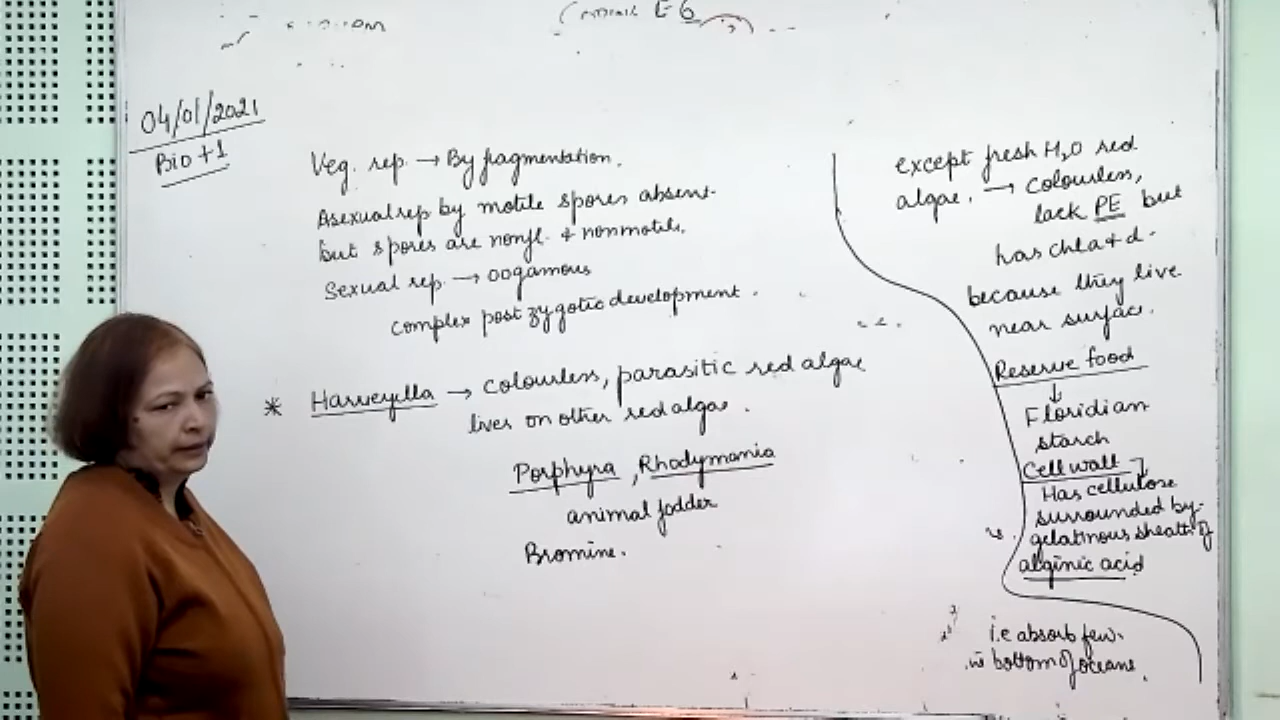 E6
04/01/2021
Bio +1
Veg. rep. → By fragmentation.
Asexual rep by motile spores absent
but spores are nonfl. & nonmotile.
Sexual rep. → oogamous
complex post zygotic development.
* Harveyella → colourless, parasitic red algae
lives on other red algae.
Porphyra, Rhodymania
animal fodder
Bromine.
except fresh H2O red
algae. → colourless,
lack PE but
has chl a + d.
because they live
near surface.
Reserve food
↓
Floridian
starch
Cell wall
Has cellulose
surrounded by
gelatinous sheath of
alginic acid
i.e absorb few.
bottom of oceans.